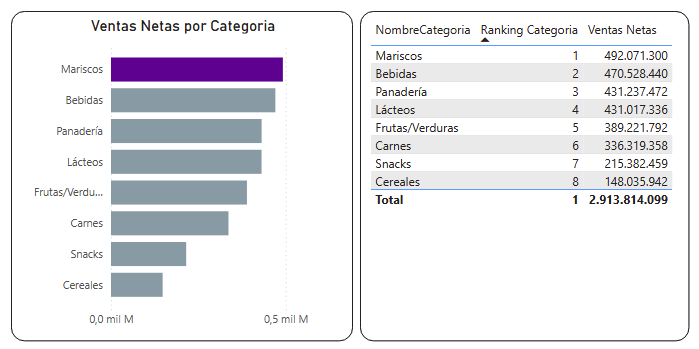 Ventas Netas por Categoria
Mariscos
Bebidas
Panadería
Lácteos
Frutas/Verdu...
Carnes
Snacks
Cereales
0,0 mil M 0,5 mil M
NombreCategoria Ranking Categoria Ventas Netas
Mariscos 1 492.071.300
Bebidas 2 470.528.440
Panadería 3 431.237.472
Lácteos 4 431.017.336
Frutas/Verduras 5 389.221.792
Carnes 6 336.319.358
Snacks 7 215.382.459
Cereales 8 148.035.942
Total 1 2.913.814.099